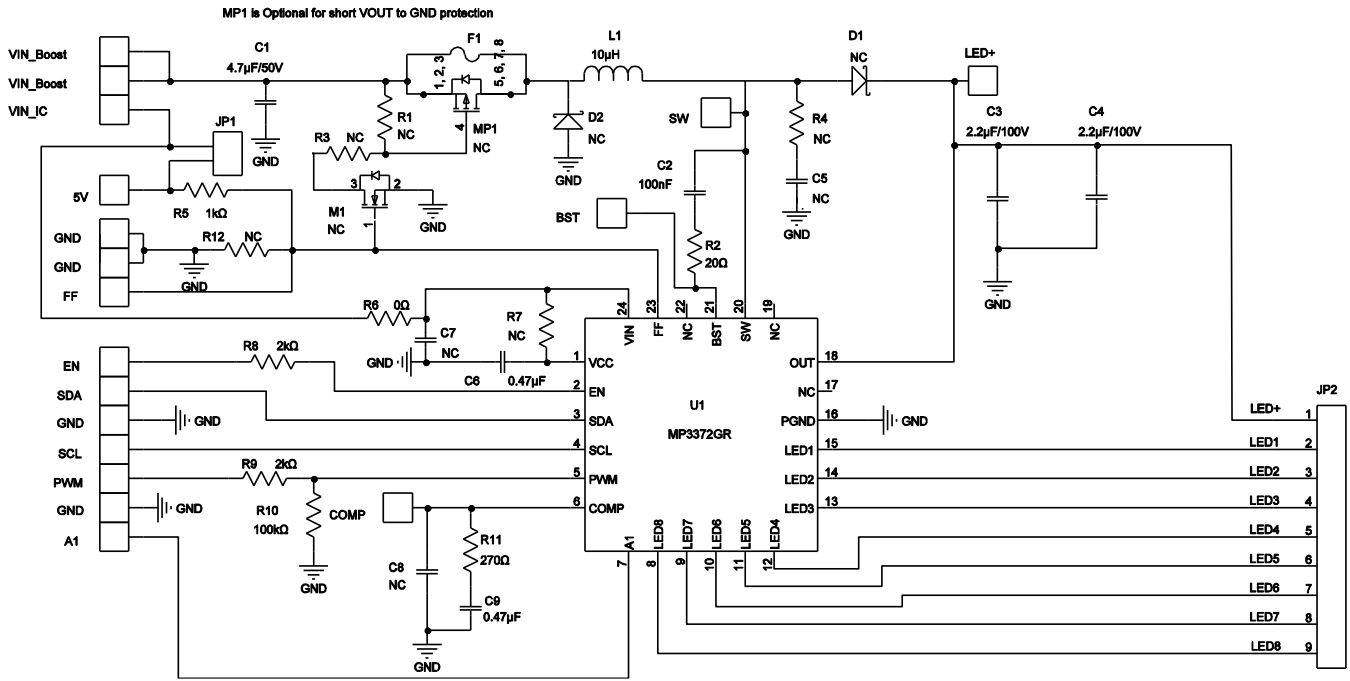 MP1 is Optional for short VOUT to GND protection
VIN_Boost
VIN_Boost
VIN_IC
C1
4.7µF/50V
GND
F1
1, 2, 3
5, 6, 7, 8
4
MP1
NC
R1
NC
L1
10µH
D1
NC
LED+
D2
NC
GND
SW
R4
NC
C5
NC
GND
C3
2.2µF/100V
C4
2.2µF/100V
GND
JP1
R3 NC
3
2
1
M1
NC
GND
C2
100nF
BST
R2
20Ω
5V
R5 1kΩ
GND
GND
FF
R12 NC
GND
R6 0Ω
C7
NC
R7
NC
GND
C6 0.47µF
EN
SDA
GND
SCL
PWM
GND
A1
R8 2kΩ
GND
R9 2kΩ
GND
R10
100kΩ
GND
COMP
C8
NC
R11
270Ω
C9
0.47µF
GND
24
23
22
21
20
19
VIN
FF
NC
BST
SW
NC
1 VCC
2 EN
3 SDA
4 SCL
5 PWM
6 COMP
U1
MP3372GR
OUT 18
NC 17
PGND 16
GND
LED1 15
LED2 14
LED3 13
A1
LED8
LED7
LED6
LED5
LED4
7
8
9
10
11
12
JP2
LED+ 1
LED1 2
LED2 3
LED3 4
LED4 5
LED5 6
LED6 7
LED7 8
LED8 9